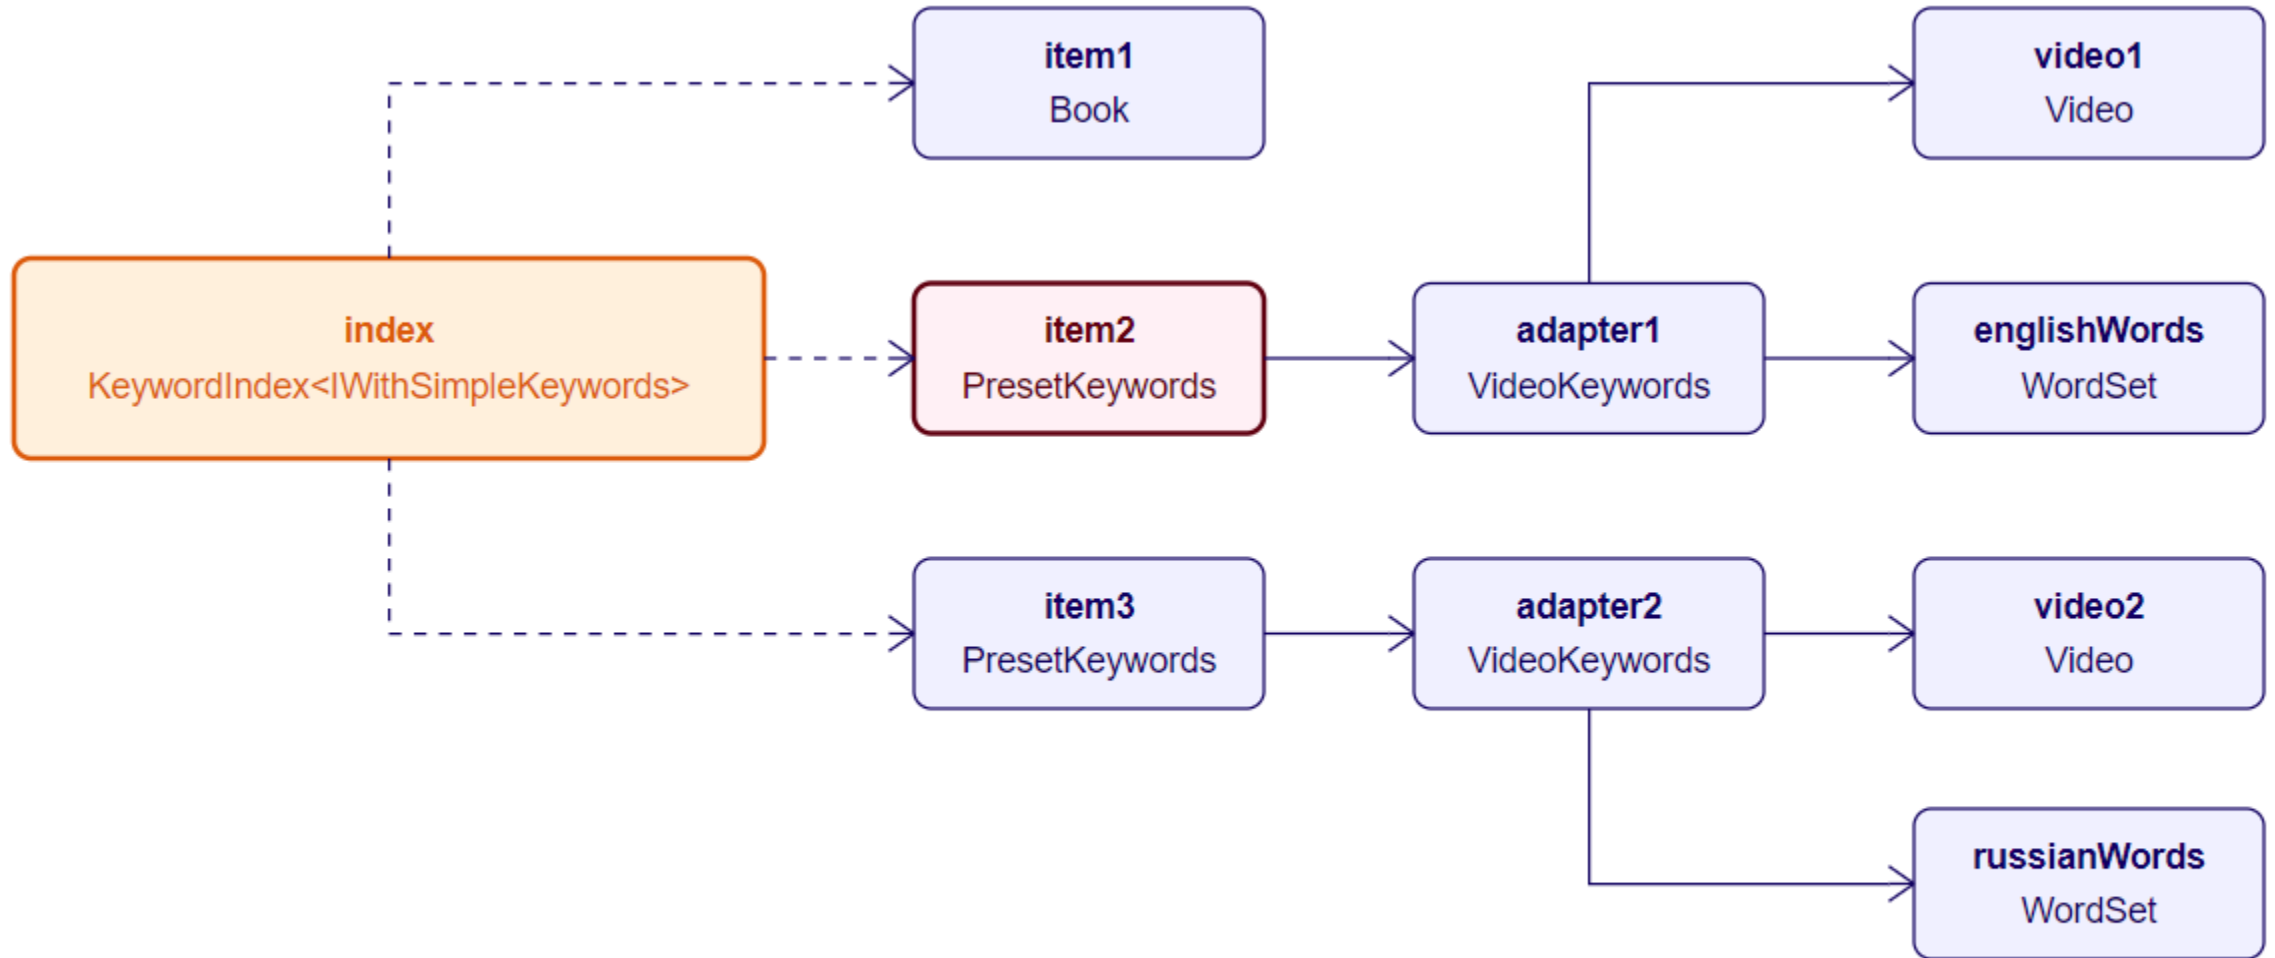 item1
Book
video1
Video
index
KeywordIndex<IWithSimpleKeywords>
item2
PresetKeywords
adapter1
VideoKeywords
englishWords
WordSet
item3
PresetKeywords
adapter2
VideoKeywords
video2
Video
russianWords
WordSet